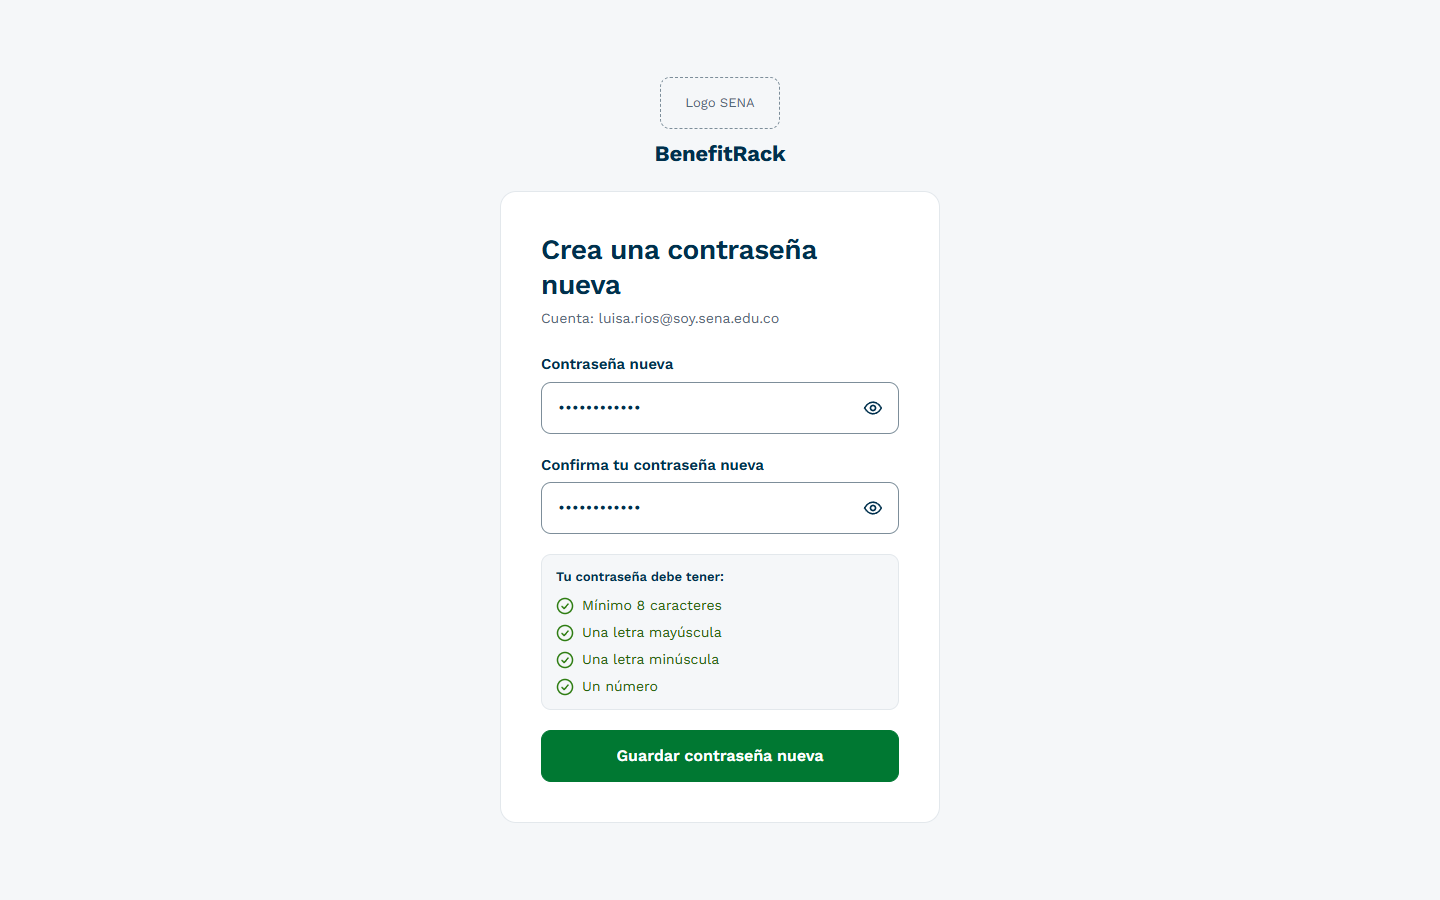 Logo SENA
BenefitRack
Crea una contraseña
nueva
Cuenta: luisa.rios@soy.sena.edu.co
Contraseña nueva
••••••••••••
Confirma tu contraseña nueva
••••••••••••
Tu contraseña debe tener:
Mínimo 8 caracteres
Una letra mayúscula
Una letra minúscula
Un número
Guardar contraseña nueva